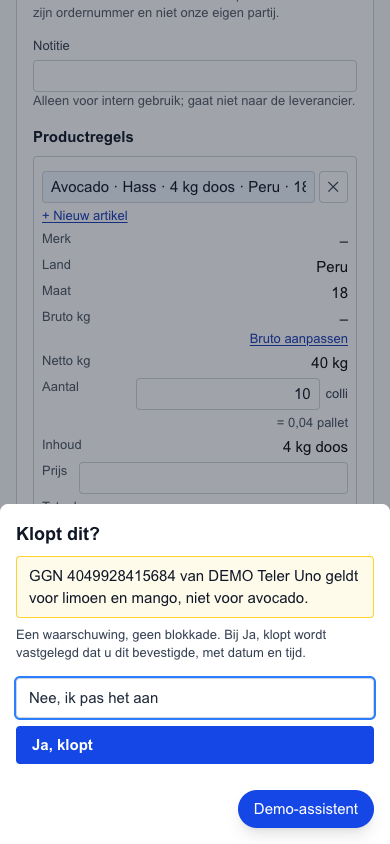 zijn ordernummer en niet onze eigen partij.
Notitie
Alleen voor intern gebruik; gaat niet naar de leverancier.
Productregels
Avocado · Hass · 4 kg doos · Peru · 18
+ Nieuw artikel
Merk –
Land Peru
Maat 18
Bruto kg –
Bruto aanpassen
Netto kg 40 kg
Aantal 10 colli
= 0,04 pallet
Inhoud 4 kg doos
Prijs
Klopt dit?
GGN 4049928415684 van DEMO Teler Uno geldt
voor limoen en mango, niet voor avocado.
Een waarschuwing, geen blokkade. Bij Ja, klopt wordt
vastgelegd dat u dit bevestigde, met datum en tijd.
Nee, ik pas het aan
Ja, klopt
Demo-assistent